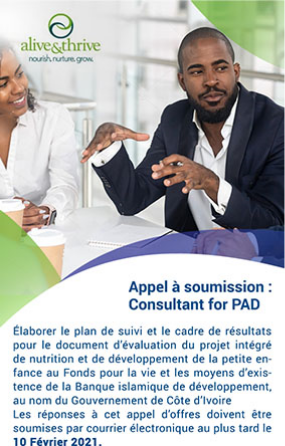 alive&thrive
nourish. nurture. grow.
Appel à soumission :
Consultant for PAD
Élaborer le plan de suivi et le cadre de résultats
pour le document d'évaluation du projet intégré
de nutrition et de développement de la petite en-
fance au Fonds pour la vie et les moyens d'exis-
tence de la Banque islamique de développement,
au nom du Gouvernement de Côte d'Ivoire
Les réponses à cet appel d'offres doivent être
soumises par courrier électronique au plus tard le
10 Février 2021.